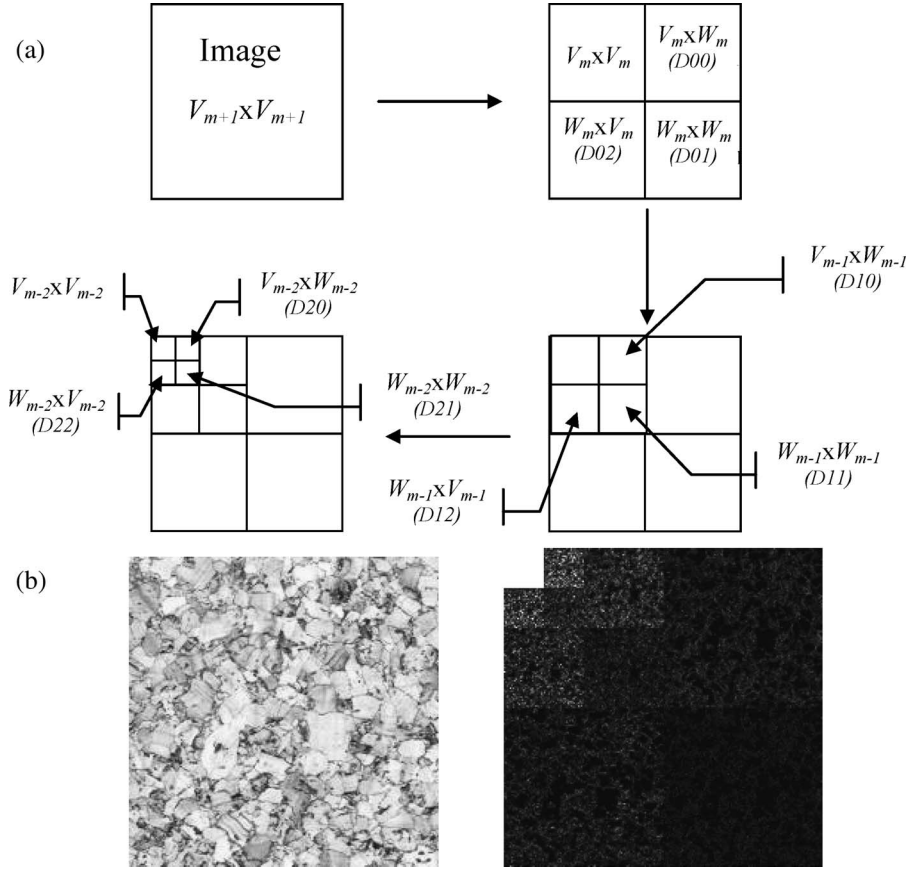 (a)
Image
V_{m+1}xV_{m+1}
V_mxV_m
V_mxW_m
(D00)
W_mxV_m
(D02)
W_mxW_m
(D01)
V_{m-1}xW_{m-1}
(D10)
V_{m-2}xV_{m-2}
V_{m-2}xW_{m-2}
(D20)
W_{m-2}xV_{m-2}
(D22)
W_{m-2}xW_{m-2}
(D21)
W_{m-1}xV_{m-1}
(D12)
W_{m-1}xW_{m-1}
(D11)
(b)